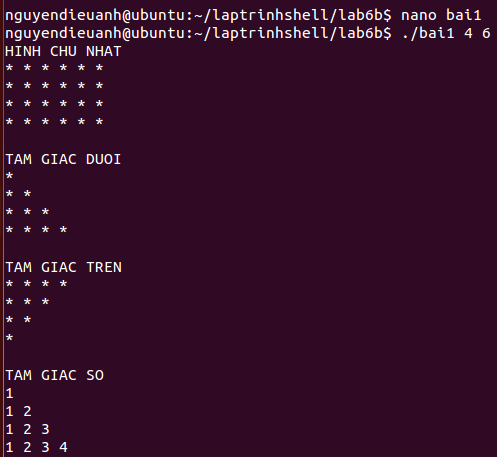 nguyendieuanh@ubuntu:~/laptrinhshell/lab6b$ nano bai1
nguyendieuanh@ubuntu:~/laptrinhshell/lab6b$ ./bai1 4 6
HINH CHU NHAT
* * * * * *
* * * * * *
* * * * * *
* * * * * *

TAM GIAC DUOI
*
* *
* * *
* * * *

TAM GIAC TREN
* * * *
* * *
* *
*

TAM GIAC SO
1
1 2
1 2 3
1 2 3 4